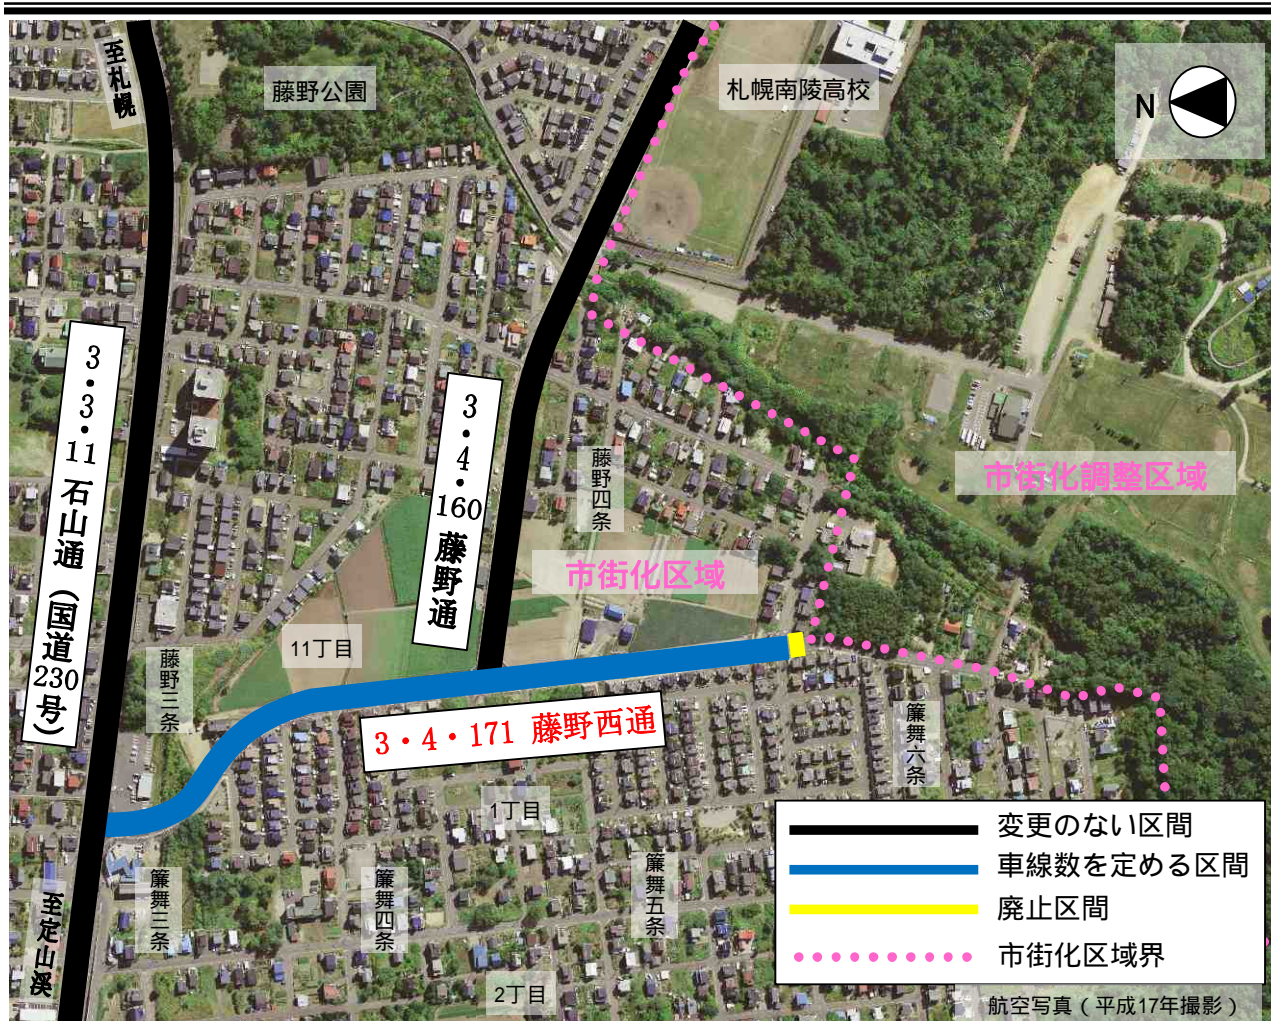 至札幌
藤野公園
札幌南陵高校
N
3・3・11 石山通（国道230号）
3・4・160 藤野通
藤野四条
市街化調整区域
市街化区域
11丁目
藤野三条
3・4・171 藤野西通
簾舞六条
1丁目
簾舞三条
簾舞四条
簾舞五条
2丁目
至定山溪
変更のない区間
車線数を定める区間
廃止区間
市街化区域界
航空写真（平成17年撮影）